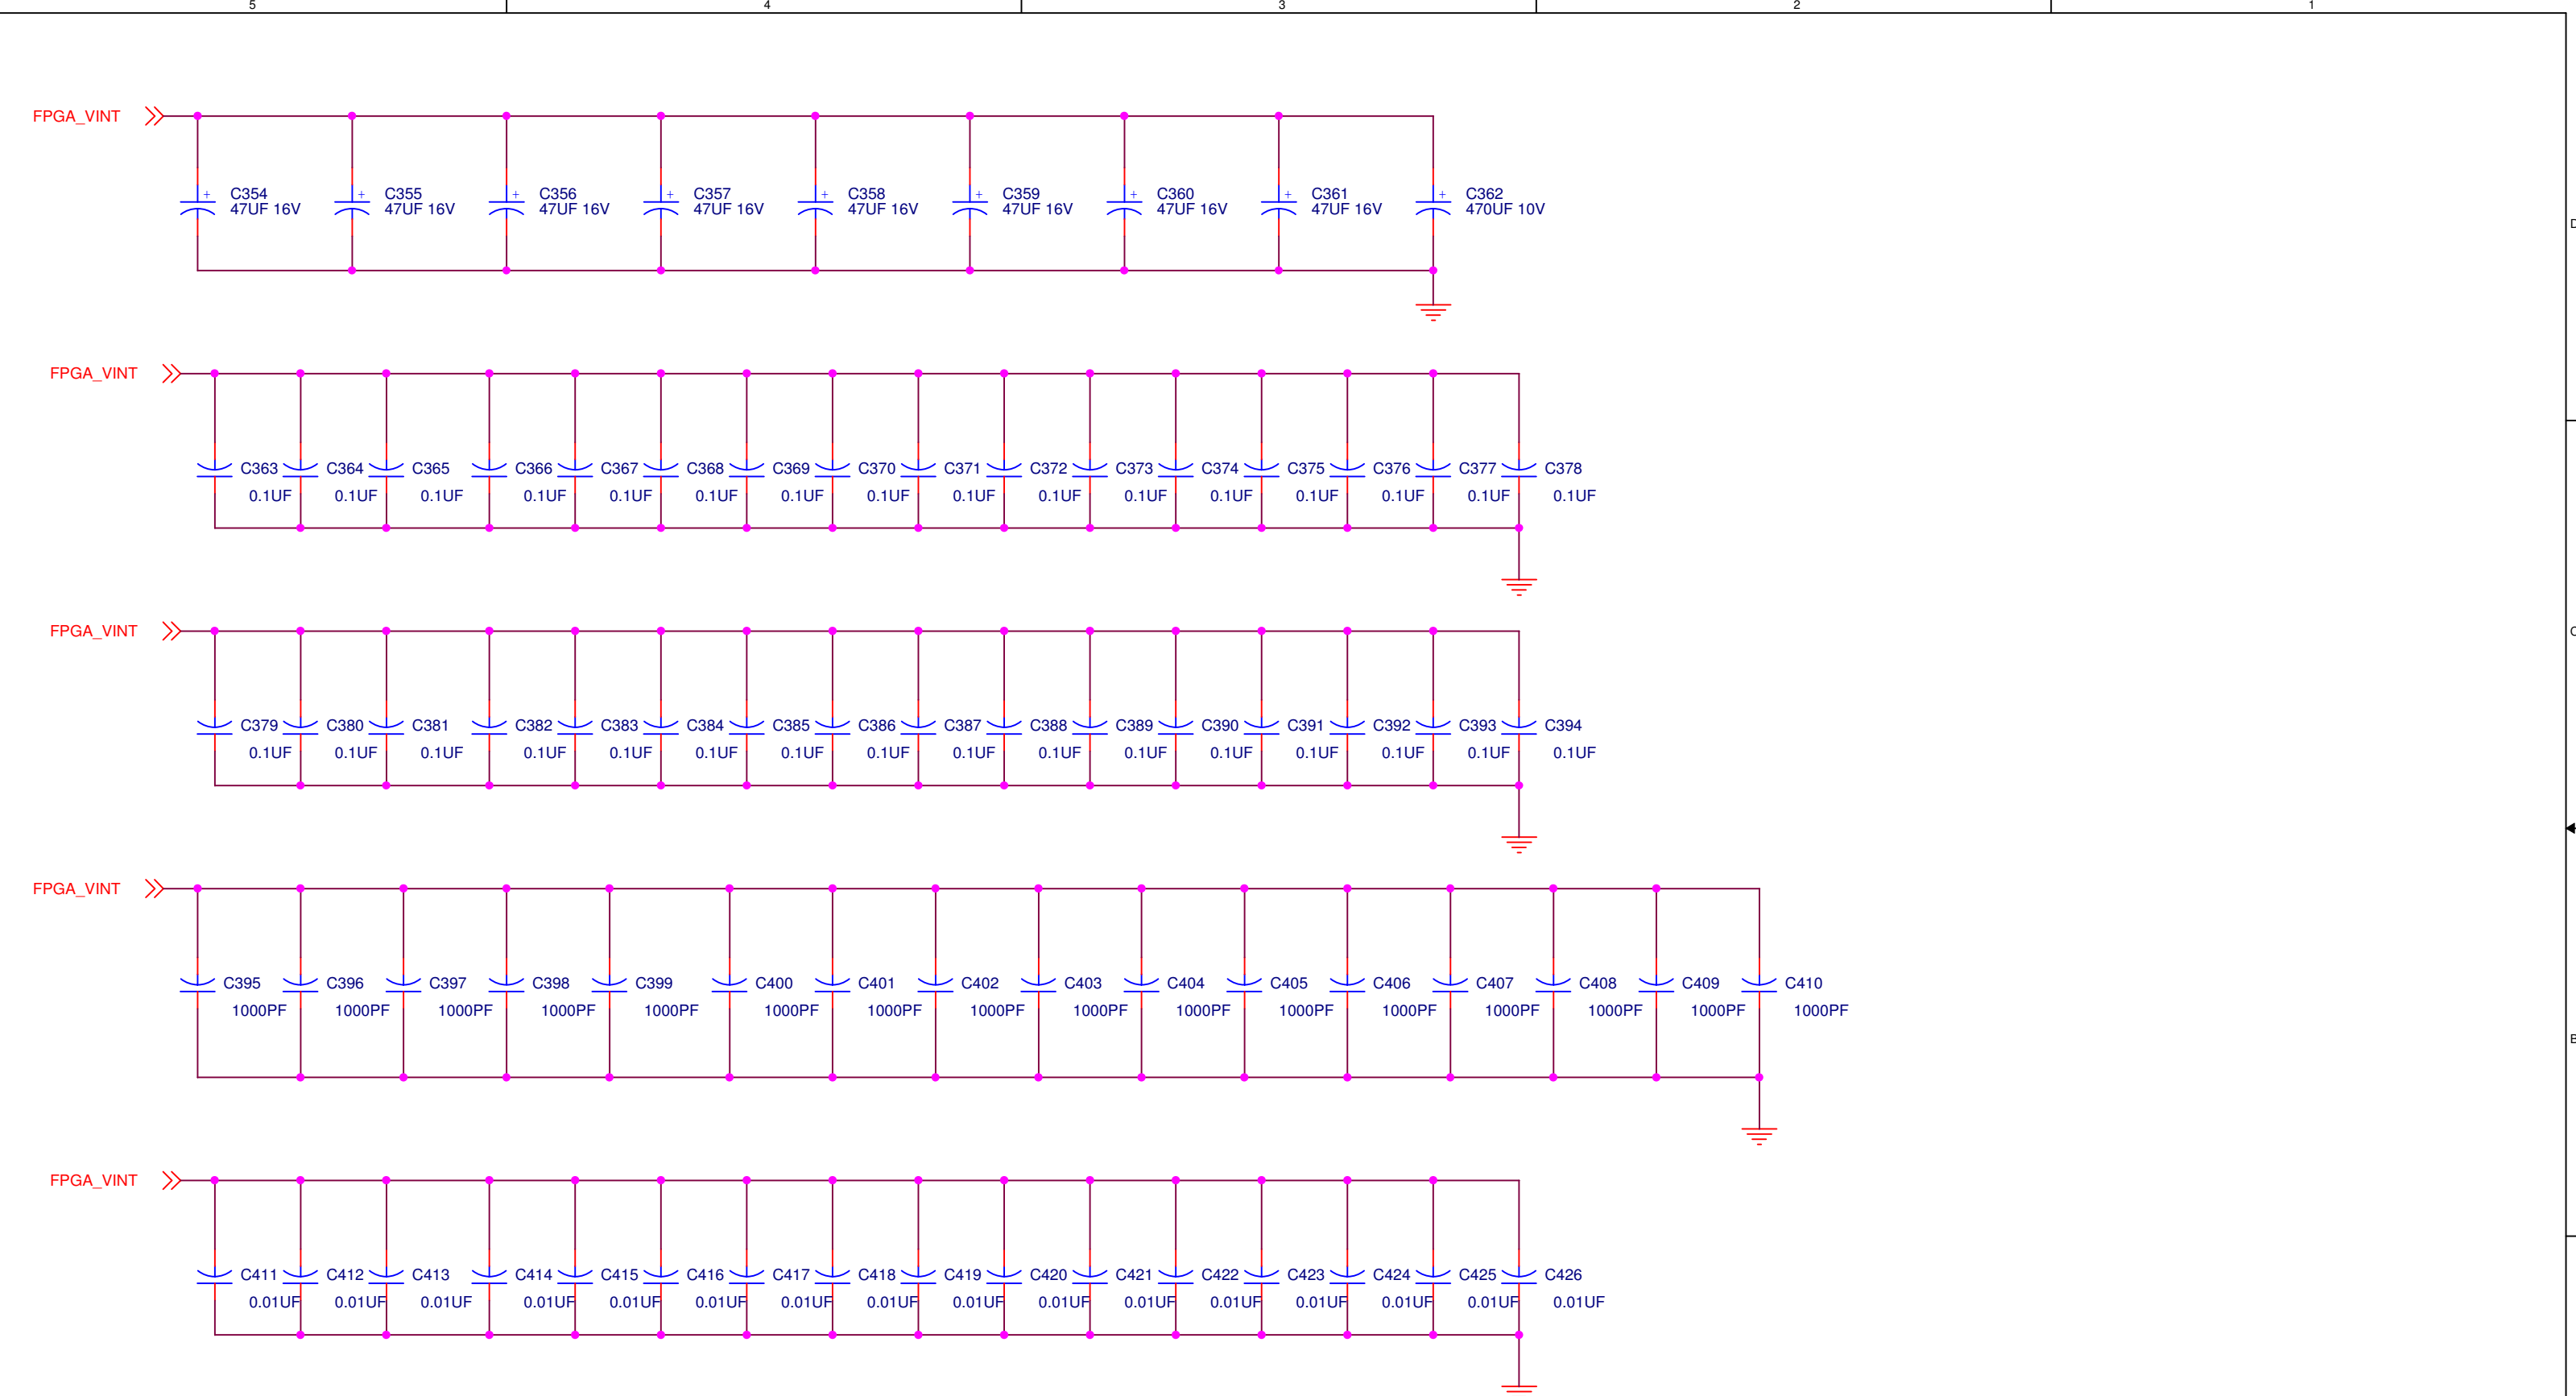 5 4 3 2 1
FPGA_VINT
C354 C355 C356 C357 C358 C359 C360 C361 C362
47UF 16V 47UF 16V 47UF 16V 47UF 16V 47UF 16V 47UF 16V 47UF 16V 47UF 16V 470UF 10V
+ + + + + + + + +
D
FPGA_VINT
C363 C364 C365 C366 C367 C368 C369 C370 C371 C372 C373 C374 C375 C376 C377 C378
0.1UF 0.1UF 0.1UF 0.1UF 0.1UF 0.1UF 0.1UF 0.1UF 0.1UF 0.1UF 0.1UF 0.1UF 0.1UF 0.1UF 0.1UF 0.1UF
FPGA_VINT
C
C379 C380 C381 C382 C383 C384 C385 C386 C387 C388 C389 C390 C391 C392 C393 C394
0.1UF 0.1UF 0.1UF 0.1UF 0.1UF 0.1UF 0.1UF 0.1UF 0.1UF 0.1UF 0.1UF 0.1UF 0.1UF 0.1UF 0.1UF 0.1UF
FPGA_VINT
C395 C396 C397 C398 C399 C400 C401 C402 C403 C404 C405 C406 C407 C408 C409 C410
1000PF 1000PF 1000PF 1000PF 1000PF 1000PF 1000PF 1000PF 1000PF 1000PF 1000PF 1000PF 1000PF 1000PF 1000PF 1000PF
B
FPGA_VINT
C411 C412 C413 C414 C415 C416 C417 C418 C419 C420 C421 C422 C423 C424 C425 C426
0.01UF 0.01UF 0.01UF 0.01UF 0.01UF 0.01UF 0.01UF 0.01UF 0.01UF 0.01UF 0.01UF 0.01UF 0.01UF 0.01UF 0.01UF 0.01UF